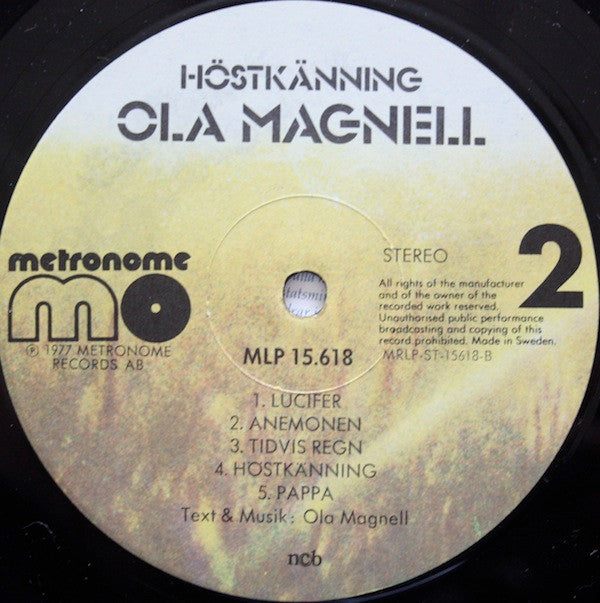 HÖSTKÄNNING
OLA MAGNELL
metronome
mo
℗ 1977 METRONOME
RECORDS AB
STEREO
2
All rights of the manufacturer
and of the owner of the
recorded work reserved.
Unauthorised public performance
broadcasting and copying of this
record prohibited. Made in Sweden.
MRLP-ST-15618-B
MLP 15.618
1. LUCIFER
2. ANEMONEN
3. TIDVIS REGN
4. HÖSTKÄNNING
5. PAPPA
Text & Musik: Ola Magnell
ncb